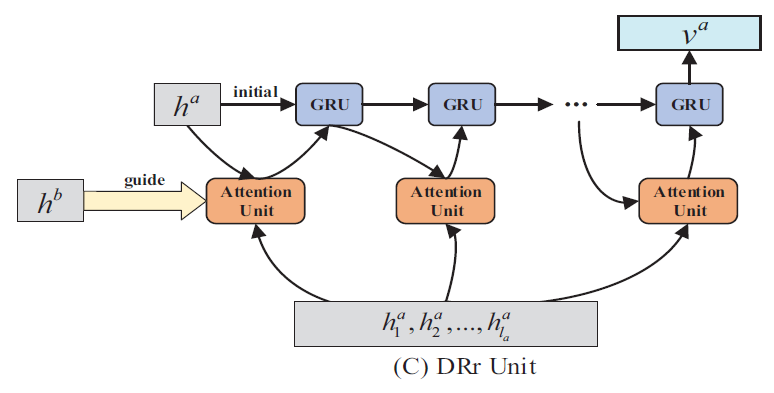 v^a
initial
h^a
GRU
GRU
...
GRU
guide
h^b
Attention
Unit
Attention
Unit
Attention
Unit
h_1^a, h_2^a, ..., h_{l_a}^a
(C) DRr Unit